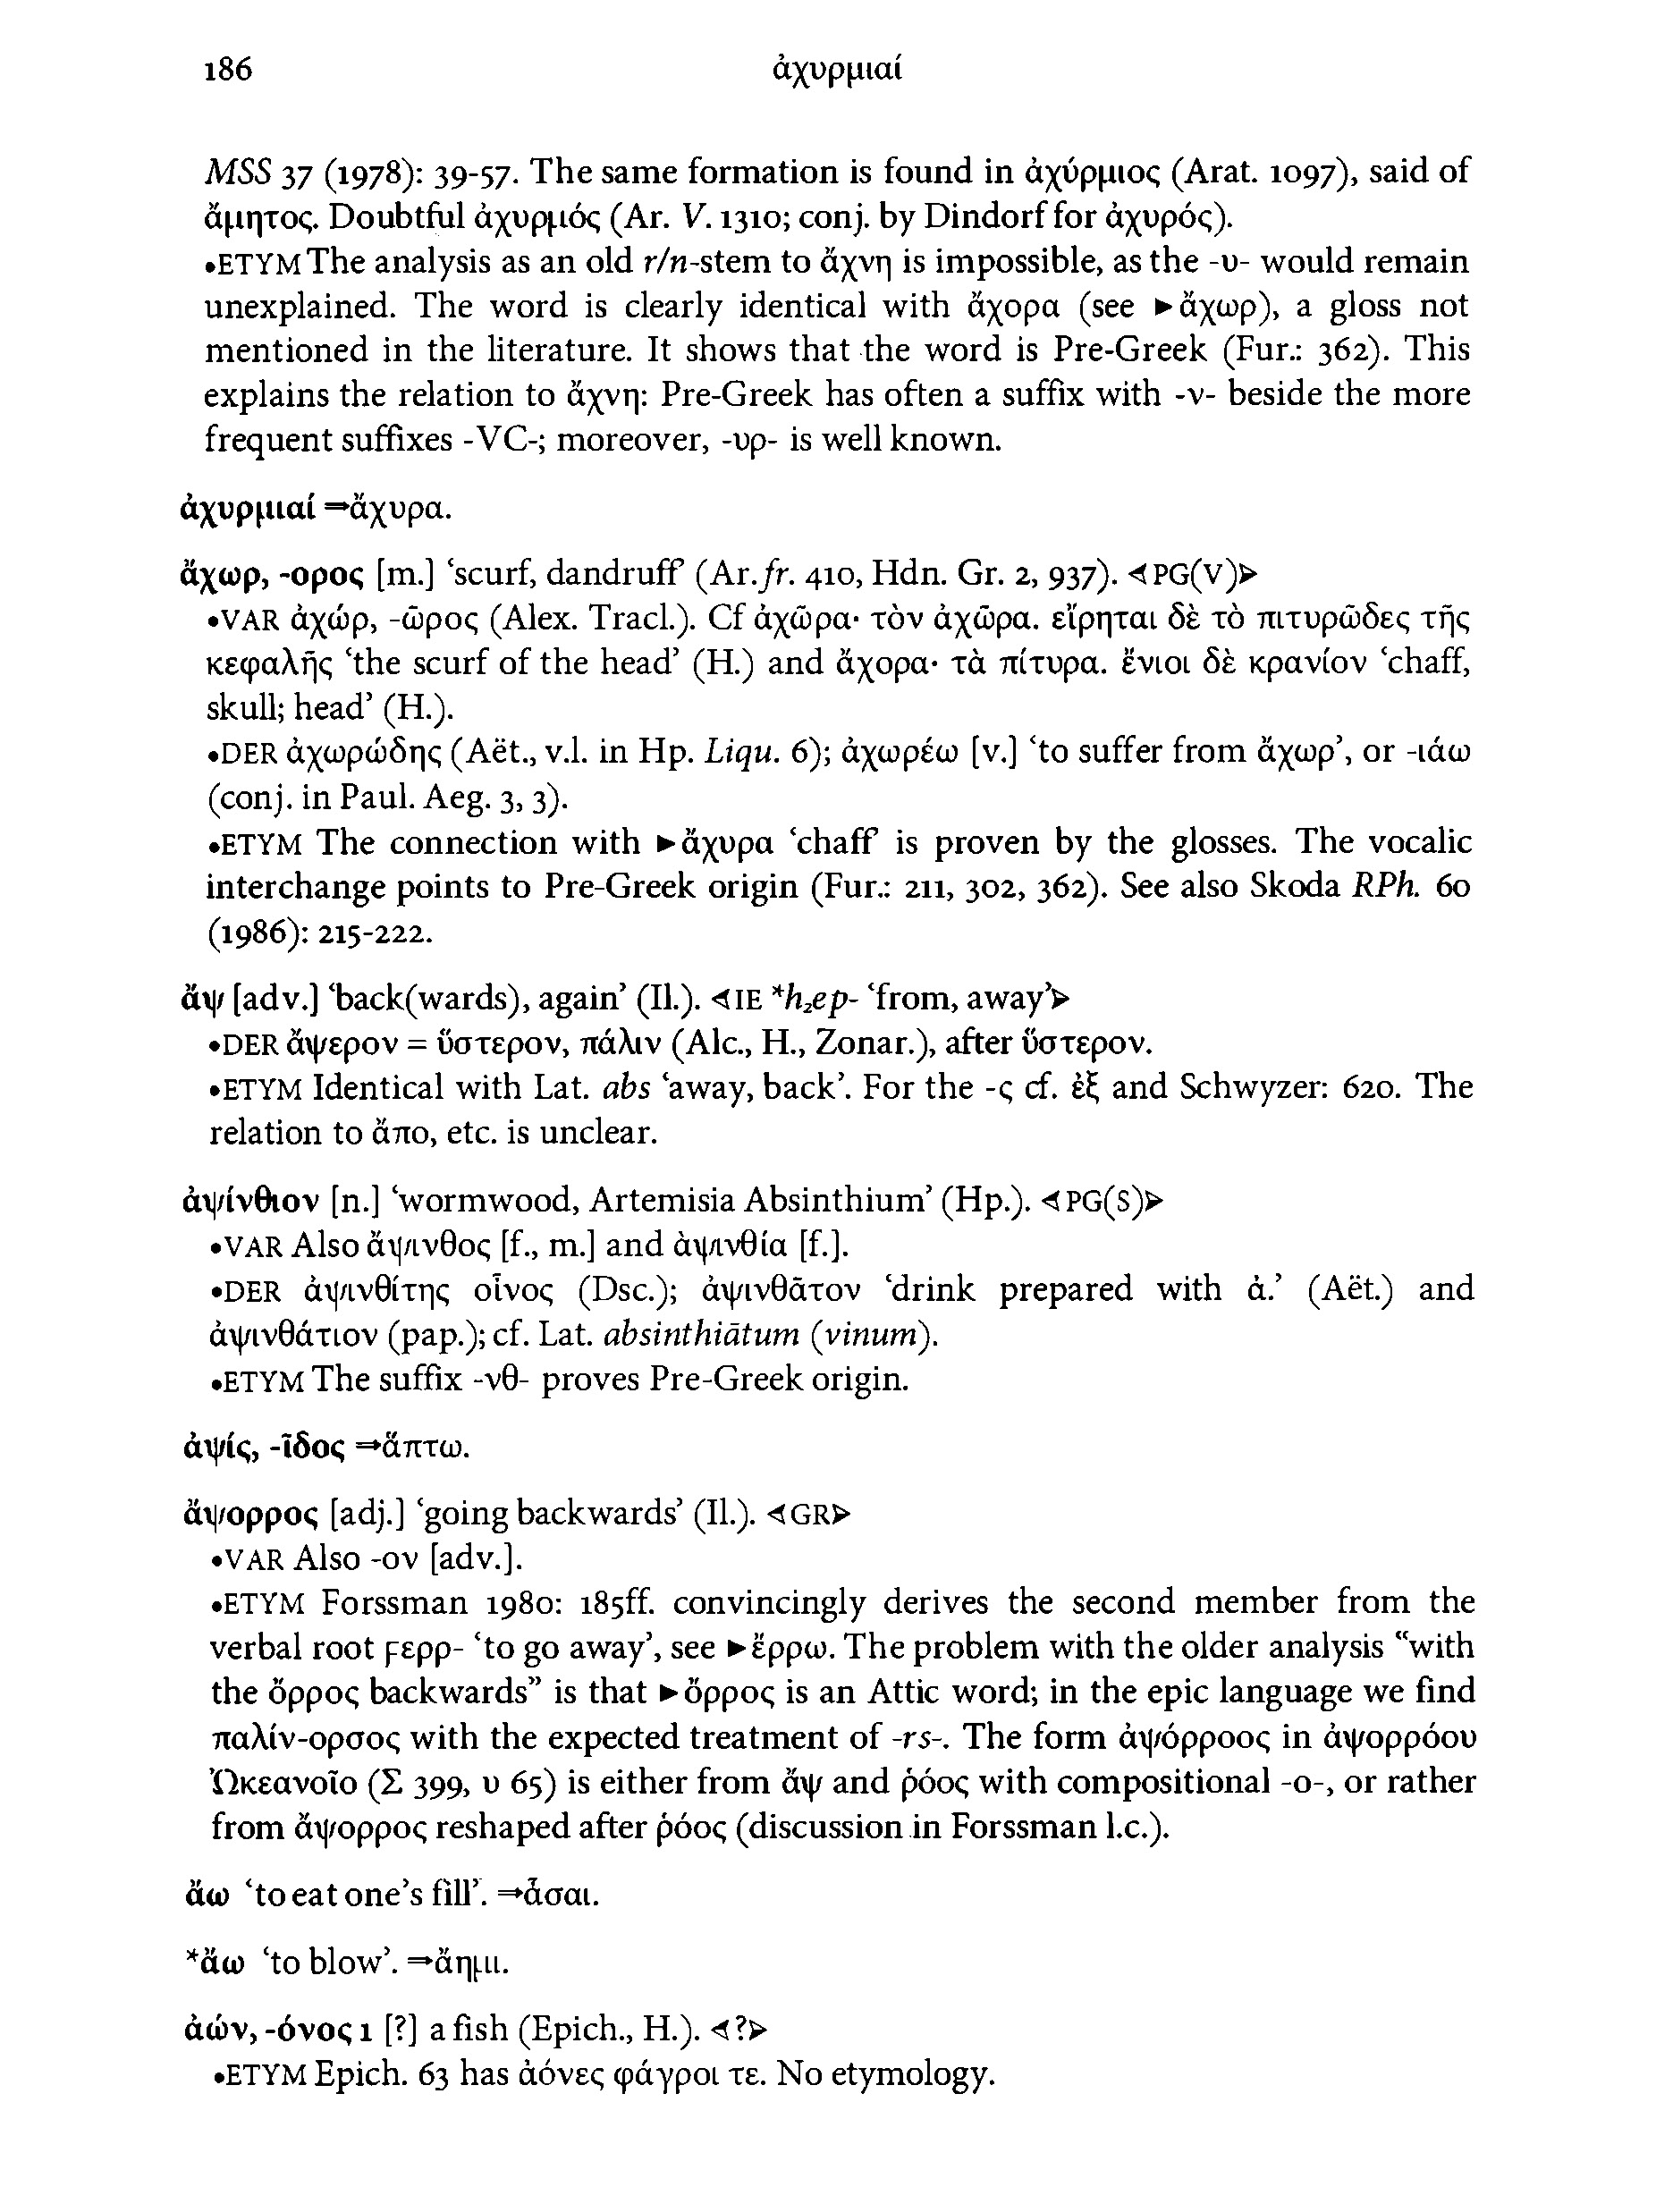 186
ἀχυρμιαί
MSS 37 (1978): 39-57. The same formation is found in ἀχύρμιος (Arat. 1097), said of
ἄμητος. Doubtful ἀχυρμός (Ar. V. 1310; conj. by Dindorf for ἀχυρός).
•ETYM The analysis as an old r/n-stem to ἄχνη is impossible, as the -υ- would remain
unexplained. The word is clearly identical with ἄχορα (see ►ἄχωρ), a gloss not
mentioned in the literature. It shows that the word is Pre-Greek (Fur.: 362). This
explains the relation to ἄχνη: Pre-Greek has often a suffix with -ν- beside the more
frequent suffixes -VC-; moreover, -υρ- is well known.
ἀχυρμιαί ⇒ἄχυρα.
ἄχωρ, -ορος [m.] ‘scurf, dandruff’ (Ar. fr. 410, Hdn. Gr. 2, 937). ⊲PG(V)⊳
•VAR ἀχώρ, -ῶρος (Alex. Tracl.). Cf ἀχῶρα· τὸν ἀχῶρα. εἴρηται δὲ τὸ πιτυρῶδες τῆς
κεφαλῆς ‘the scurf of the head’ (H.) and ἄχορα· τὰ πίτυρα. ἔνιοι δὲ κρανίον ‘chaff,
skull; head’ (H.).
•DER ἀχωρώδης (Aët., v.l. in Hp. Liqu. 6); ἀχωρέω [v.] ‘to suffer from ἄχωρ’, or -ιάω
(conj. in Paul. Aeg. 3, 3).
•ETYM The connection with ►ἄχυρα ‘chaff’ is proven by the glosses. The vocalic
interchange points to Pre-Greek origin (Fur.: 211, 302, 362). See also Skoda RPh. 60
(1986): 215-222.
ἄψ [adv.] ‘back(wards), again’ (Il.). ⊲IE *h₂ep- ‘from, away’⊳
•DER ἄψερον = ὕστερον, πάλιν (Alc., H., Zonar.), after ὕστερον.
•ETYM Identical with Lat. abs ‘away, back’. For the -ς cf. ἐξ and Schwyzer: 620. The
relation to ἄπο, etc. is unclear.
ἀψίνθιον [n.] ‘wormwood, Artemisia Absinthium’ (Hp.). ⊲PG(S)⊳
•VAR Also ἄψινθος [f., m.] and ἀψινθία [f.].
•DER ἀψινθίτης οἶνος (Dsc.); ἀψινθᾶτον ‘drink prepared with ἀ.’ (Aët.) and
ἀψινθάτιον (pap.); cf. Lat. absinthiātum (vinum).
•ETYM The suffix -νθ- proves Pre-Greek origin.
ἀψίς, -ῖδος ⇒ἅπτω.
ἄψορρος [adj.] ‘going backwards’ (Il.). ⊲GR⊳
•VAR Also -ον [adv.].
•ETYM Forssman 1980: 185ff. convincingly derives the second member from the
verbal root ϝερρ- ‘to go away’, see ►ἔρρω. The problem with the older analysis “with
the ὄρρος backwards” is that ►ὄρρος is an Attic word; in the epic language we find
παλίν-ορσος with the expected treatment of -rs-. The form ἀψόρροος in ἀψορρόου
Ὠκεανοῖο (Σ 399, υ 65) is either from ἄψ and ῥόος with compositional -ο-, or rather
from ἄψορρος reshaped after ῥόος (discussion in Forssman l.c.).
ἄω ‘to eat one’s fill’. ⇒ἆσαι.
*ἄω ‘to blow’. ⇒ἄημι.
ἀών, -όνος 1 [?] a fish (Epich., H.). ⊲?⊳
•ETYM Epich. 63 has ἀόνες φάγροι τε. No etymology.